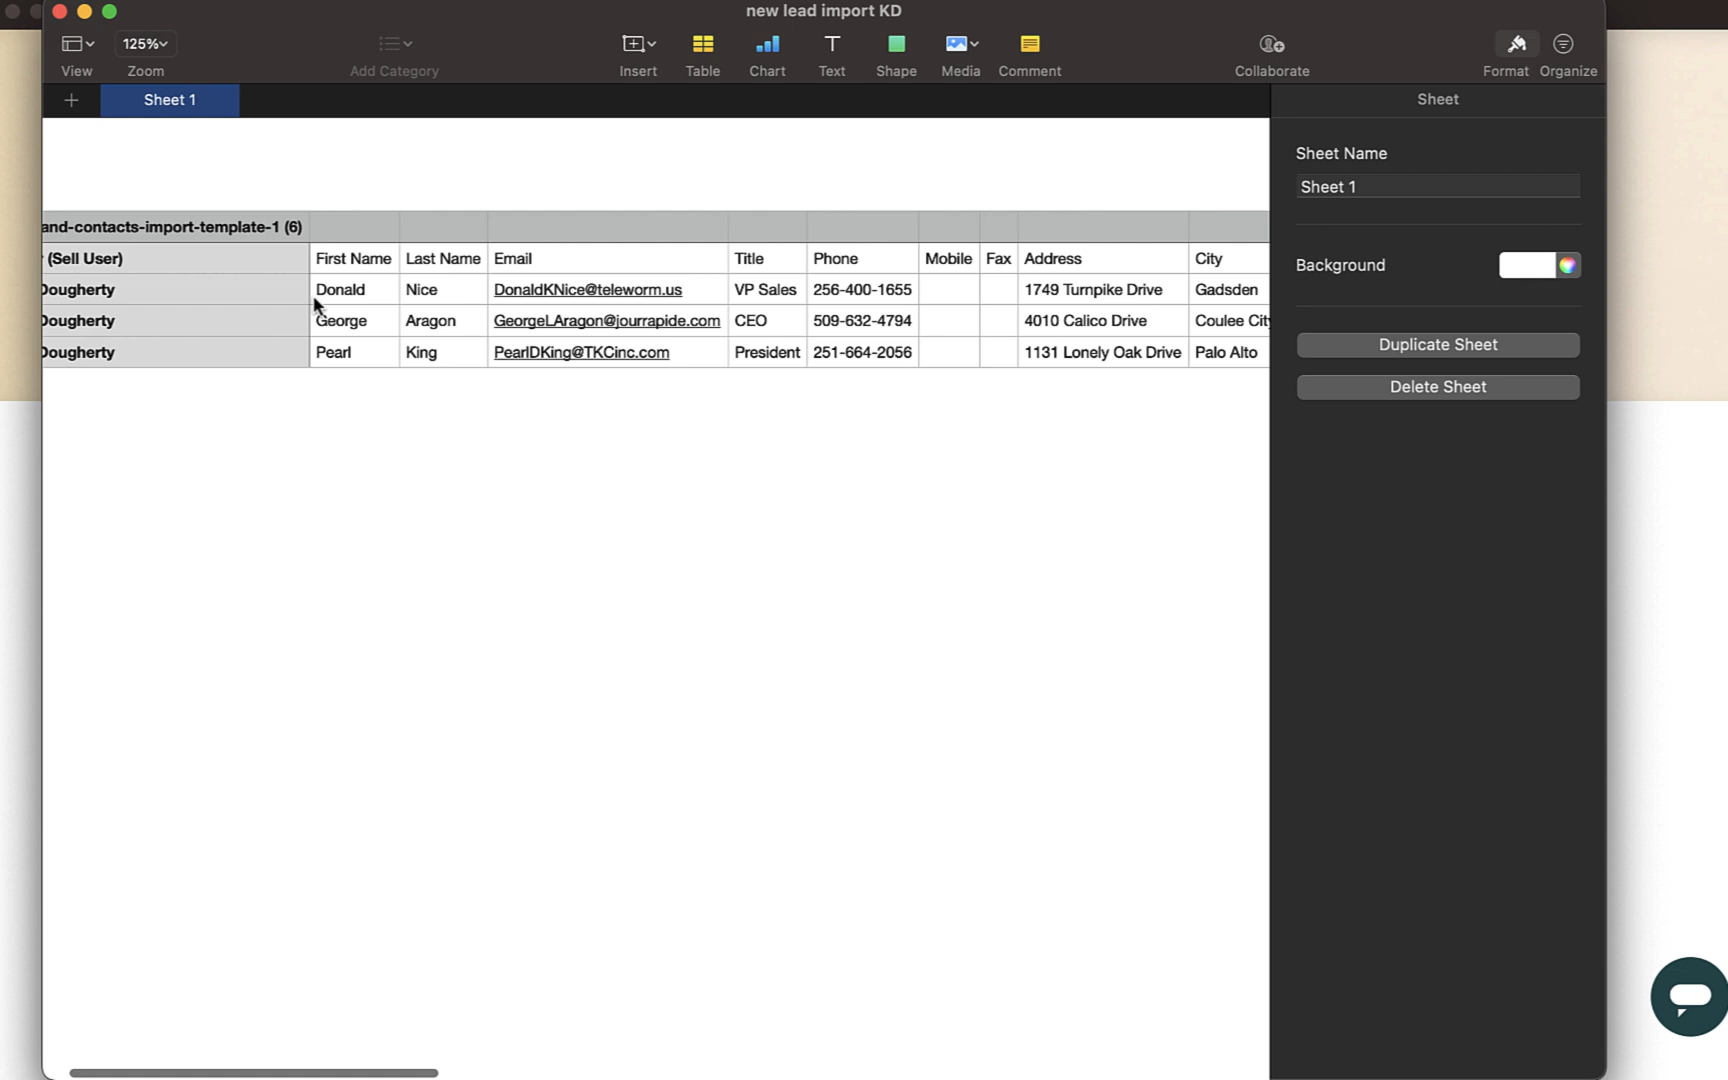 new lead import KD
125%
View Zoom Add Category Insert Table Chart Text Shape Media Comment Collaborate Format Organize
Sheet 1
Sheet
Sheet Name
Sheet 1
Background
Duplicate Sheet
Delete Sheet
and-contacts-import-template-1 (6)
(Sell User) First Name Last Name Email Title Phone Mobile Fax Address City
Dougherty Donald Nice DonaldKNice@teleworm.us VP Sales 256-400-1655 1749 Turnpike Drive Gadsden
Dougherty George Aragon GeorgeLAragon@jourrapide.com CEO 509-632-4794 4010 Calico Drive Coulee City
Dougherty Pearl King PearlDKing@TKCinc.com President 251-664-2056 1131 Lonely Oak Drive Palo Alto